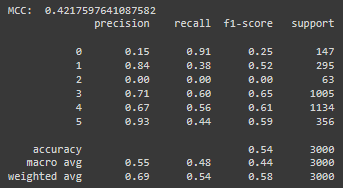 MCC: 0.4217597641087582
precision recall f1-score support
0 0.15 0.91 0.25 147
1 0.84 0.38 0.52 295
2 0.00 0.00 0.00 63
3 0.71 0.60 0.65 1005
4 0.67 0.56 0.61 1134
5 0.93 0.44 0.59 356
accuracy 0.54 3000
macro avg 0.55 0.48 0.44 3000
weighted avg 0.69 0.54 0.58 3000